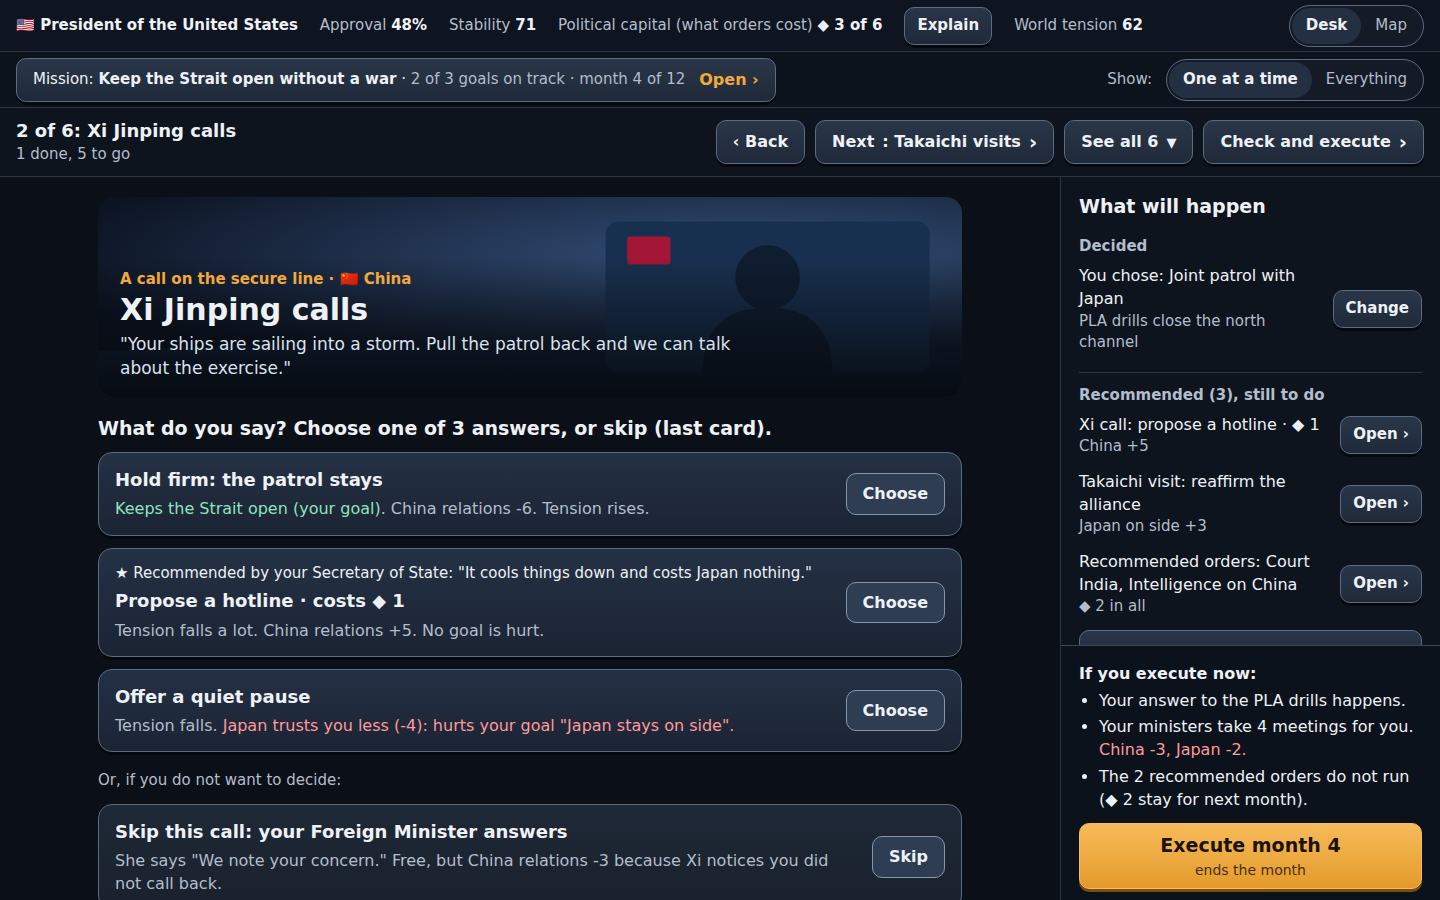 🇺🇸 President of the United States Approval 48% Stability 71 Political capital (what orders cost) ◆ 3 of 6 Explain World tension 62 Desk Map
Mission: Keep the Strait open without a war · 2 of 3 goals on track · month 4 of 12 Open › Show: One at a time Everything
2 of 6: Xi Jinping calls
1 done, 5 to go
‹ Back Next : Takaichi visits › See all 6 ▼ Check and execute ›
A call on the secure line · 🇨🇳 China
Xi Jinping calls
"Your ships are sailing into a storm. Pull the patrol back and we can talk
about the exercise."
What do you say? Choose one of 3 answers, or skip (last card).
Hold firm: the patrol stays
Keeps the Strait open (your goal). China relations -6. Tension rises.
Choose
★ Recommended by your Secretary of State: "It cools things down and costs Japan nothing."
Propose a hotline · costs ◆ 1
Tension falls a lot. China relations +5. No goal is hurt.
Choose
Offer a quiet pause
Tension falls. Japan trusts you less (-4): hurts your goal "Japan stays on side".
Choose
Or, if you do not want to decide:
Skip this call: your Foreign Minister answers
She says "We note your concern." Free, but China relations -3 because Xi notices you did
not call back.
Skip
What will happen
Decided
You chose: Joint patrol with
Japan
PLA drills close the north
channel
Change
Recommended (3), still to do
Xi call: propose a hotline · ◆ 1
China +5
Open ›
Takaichi visit: reaffirm the
alliance
Japan on side +3
Open ›
Recommended orders: Court
India, Intelligence on China
◆ 2 in all
Open ›
If you execute now:
• Your answer to the PLA drills happens.
• Your ministers take 4 meetings for you.
China -3, Japan -2.
• The 2 recommended orders do not run
(◆ 2 stay for next month).
Execute month 4
ends the month